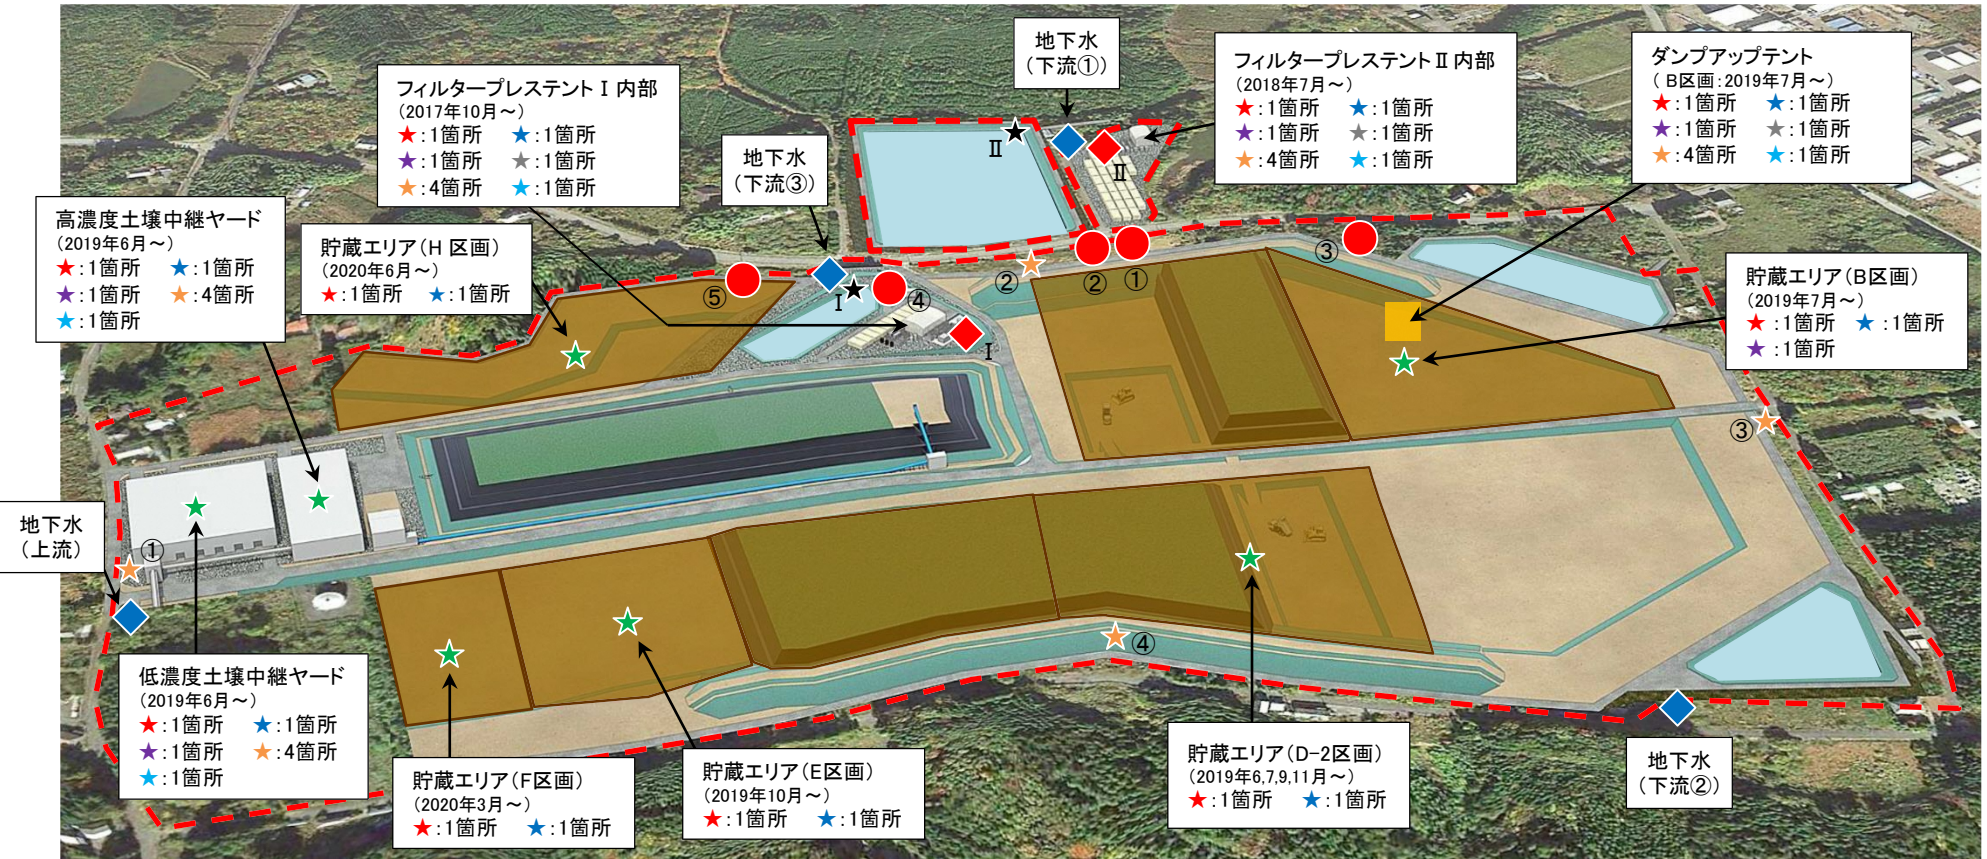 地下水
(下流①)
フィルタープレステントⅠ内部
(2017年10月～)
★:1箇所 ★:1箇所
★:1箇所 ★:1箇所
★:4箇所 ★:1箇所
フィルタープレステントⅡ内部
(2018年7月～)
★:1箇所 ★:1箇所
★:1箇所 ★:1箇所
★:4箇所 ★:1箇所
ダンプアップテント
(B区画:2019年7月～)
★:1箇所 ★:1箇所
★:1箇所 ★:1箇所
★:4箇所 ★:1箇所
地下水
(下流③)
Ⅱ
Ⅱ
高濃度土壌中継ヤード
(2019年6月～)
★:1箇所 ★:1箇所
★:1箇所 ★:4箇所
★:1箇所
貯蔵エリア(H区画)
(2020年6月～)
★:1箇所 ★:1箇所
貯蔵エリア(B区画)
(2019年7月～)
★:1箇所 ★:1箇所
★:1箇所
⑤
Ⅰ
④
②
②
①
③
Ⅰ
③
地下水
(上流)
①
④
低濃度土壌中継ヤード
(2019年6月～)
★:1箇所 ★:1箇所
★:1箇所 ★:4箇所
★:1箇所
貯蔵エリア(F区画)
(2020年3月～)
★:1箇所 ★:1箇所
貯蔵エリア(E区画)
(2019年10月～)
★:1箇所 ★:1箇所
貯蔵エリア(D-2区画)
(2019年6,7,9,11月～)
★:1箇所 ★:1箇所
地下水
(下流②)